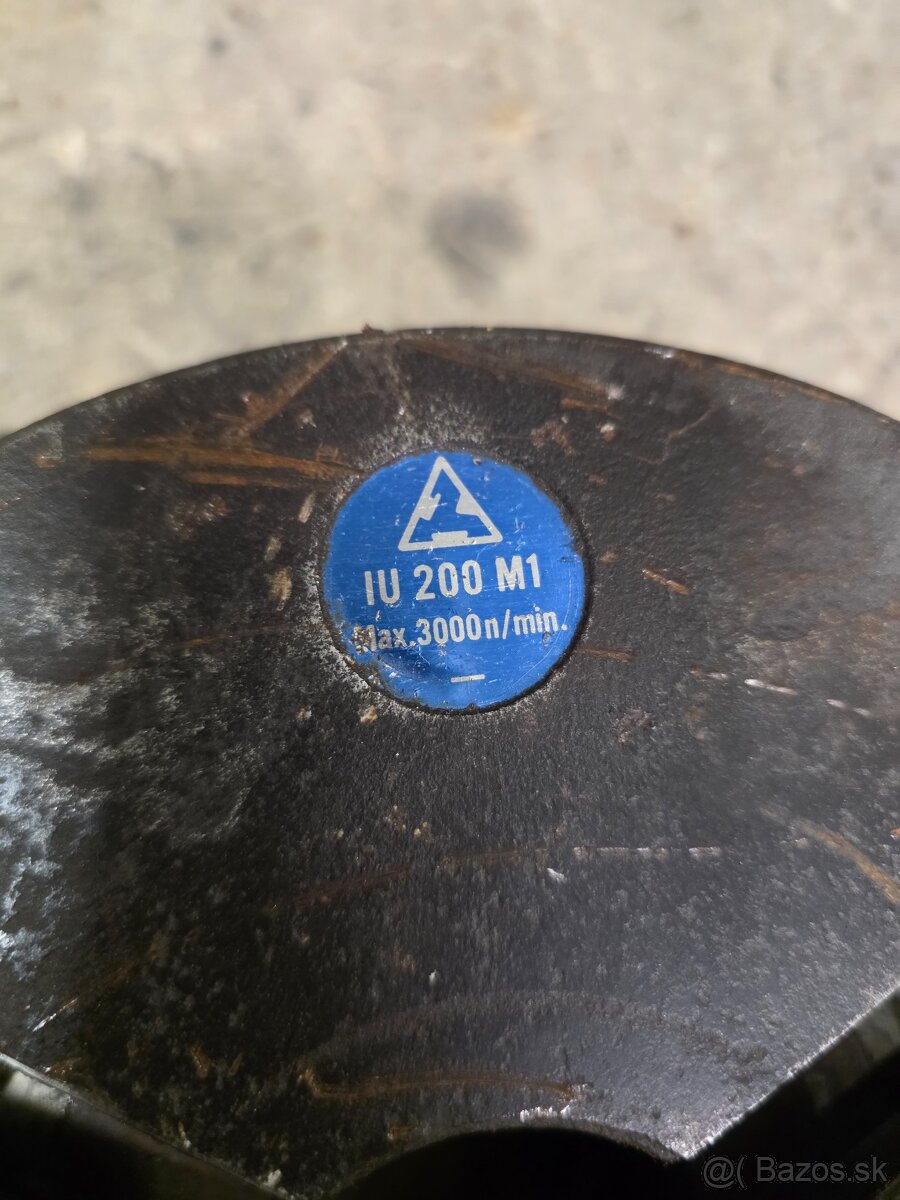 IU 200 M1
Max.3000n/min.
@( Bazos.sk